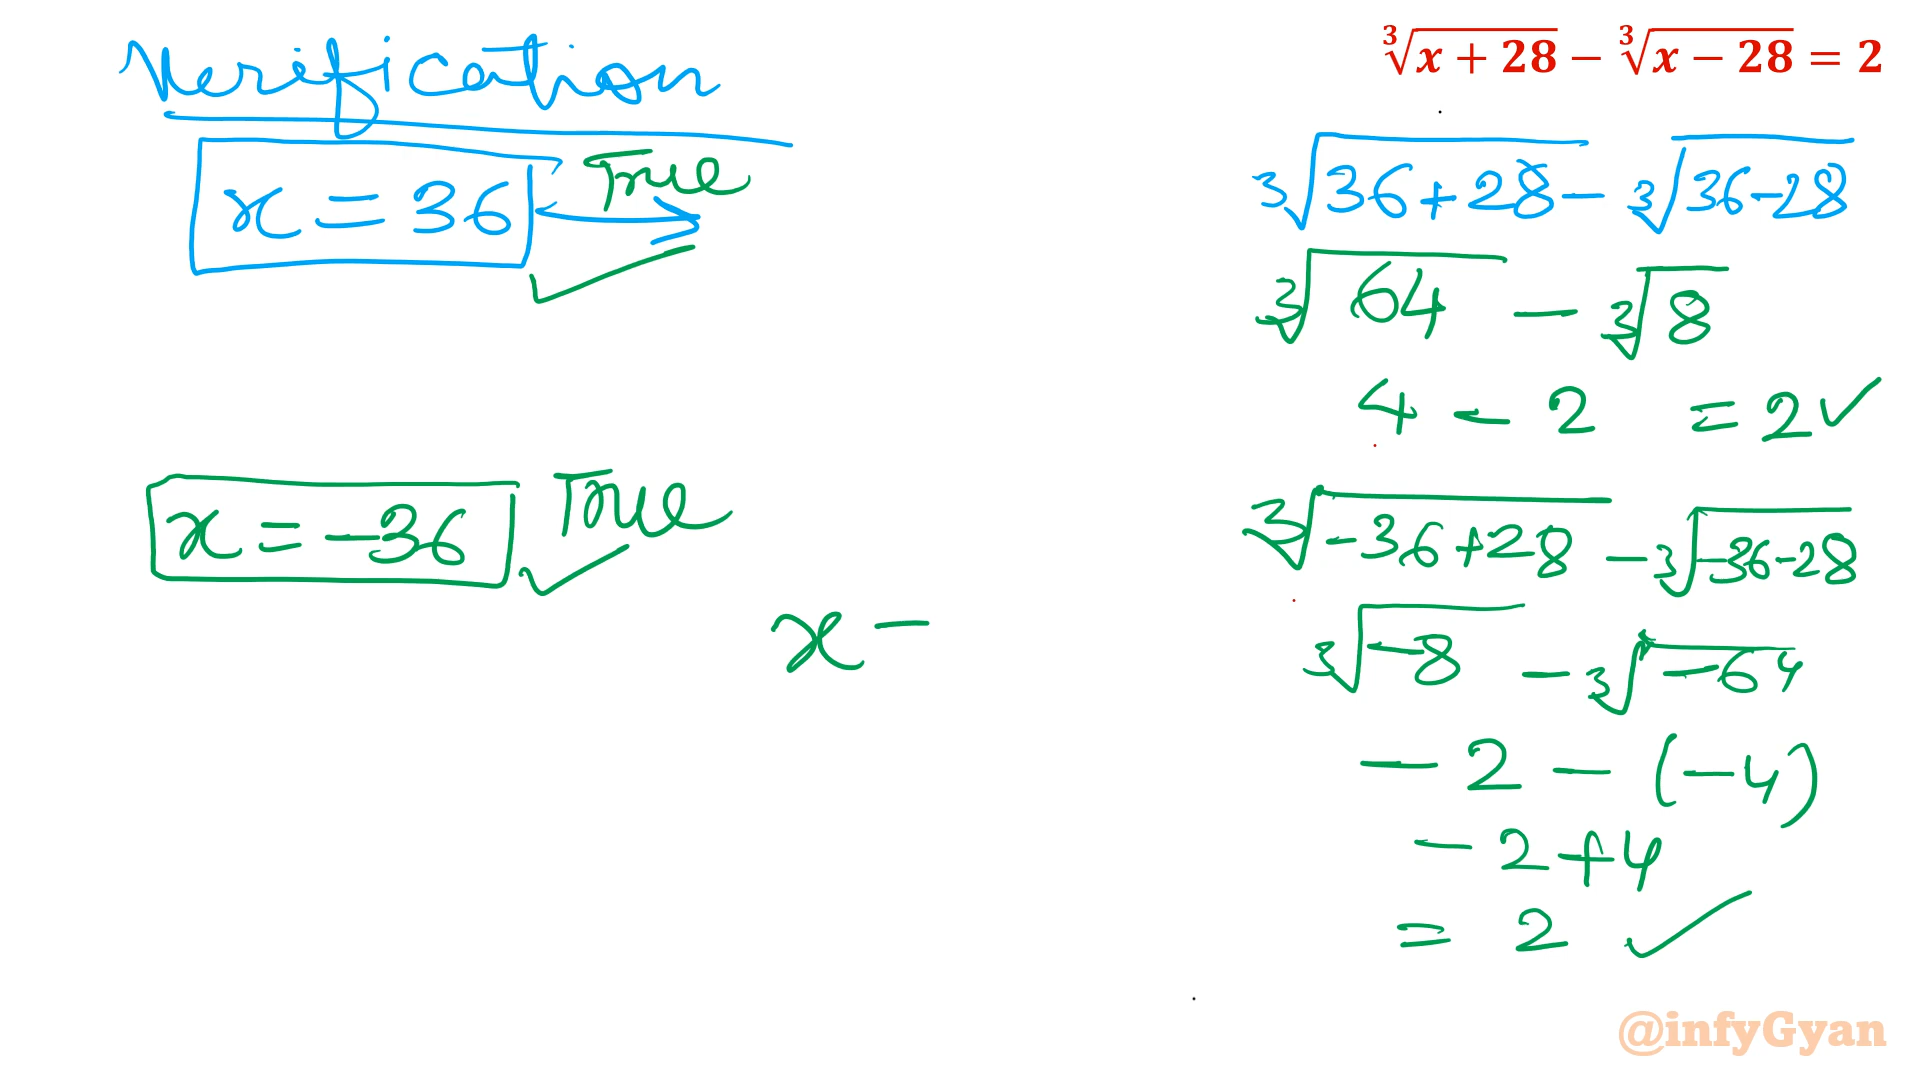 ∛(x + 28) − ∛(x − 28) = 2
Verification
x = 36 True
∛(36+28) − ∛(36−28)
∛64 − ∛8
4 − 2 = 2 ✓
x = −36 True
∛(−36+28) − ∛(−36−28)
∛−8 − ∛−64
x −
−2 − (−4)
−2+4
= 2 ✓
@infyGyan